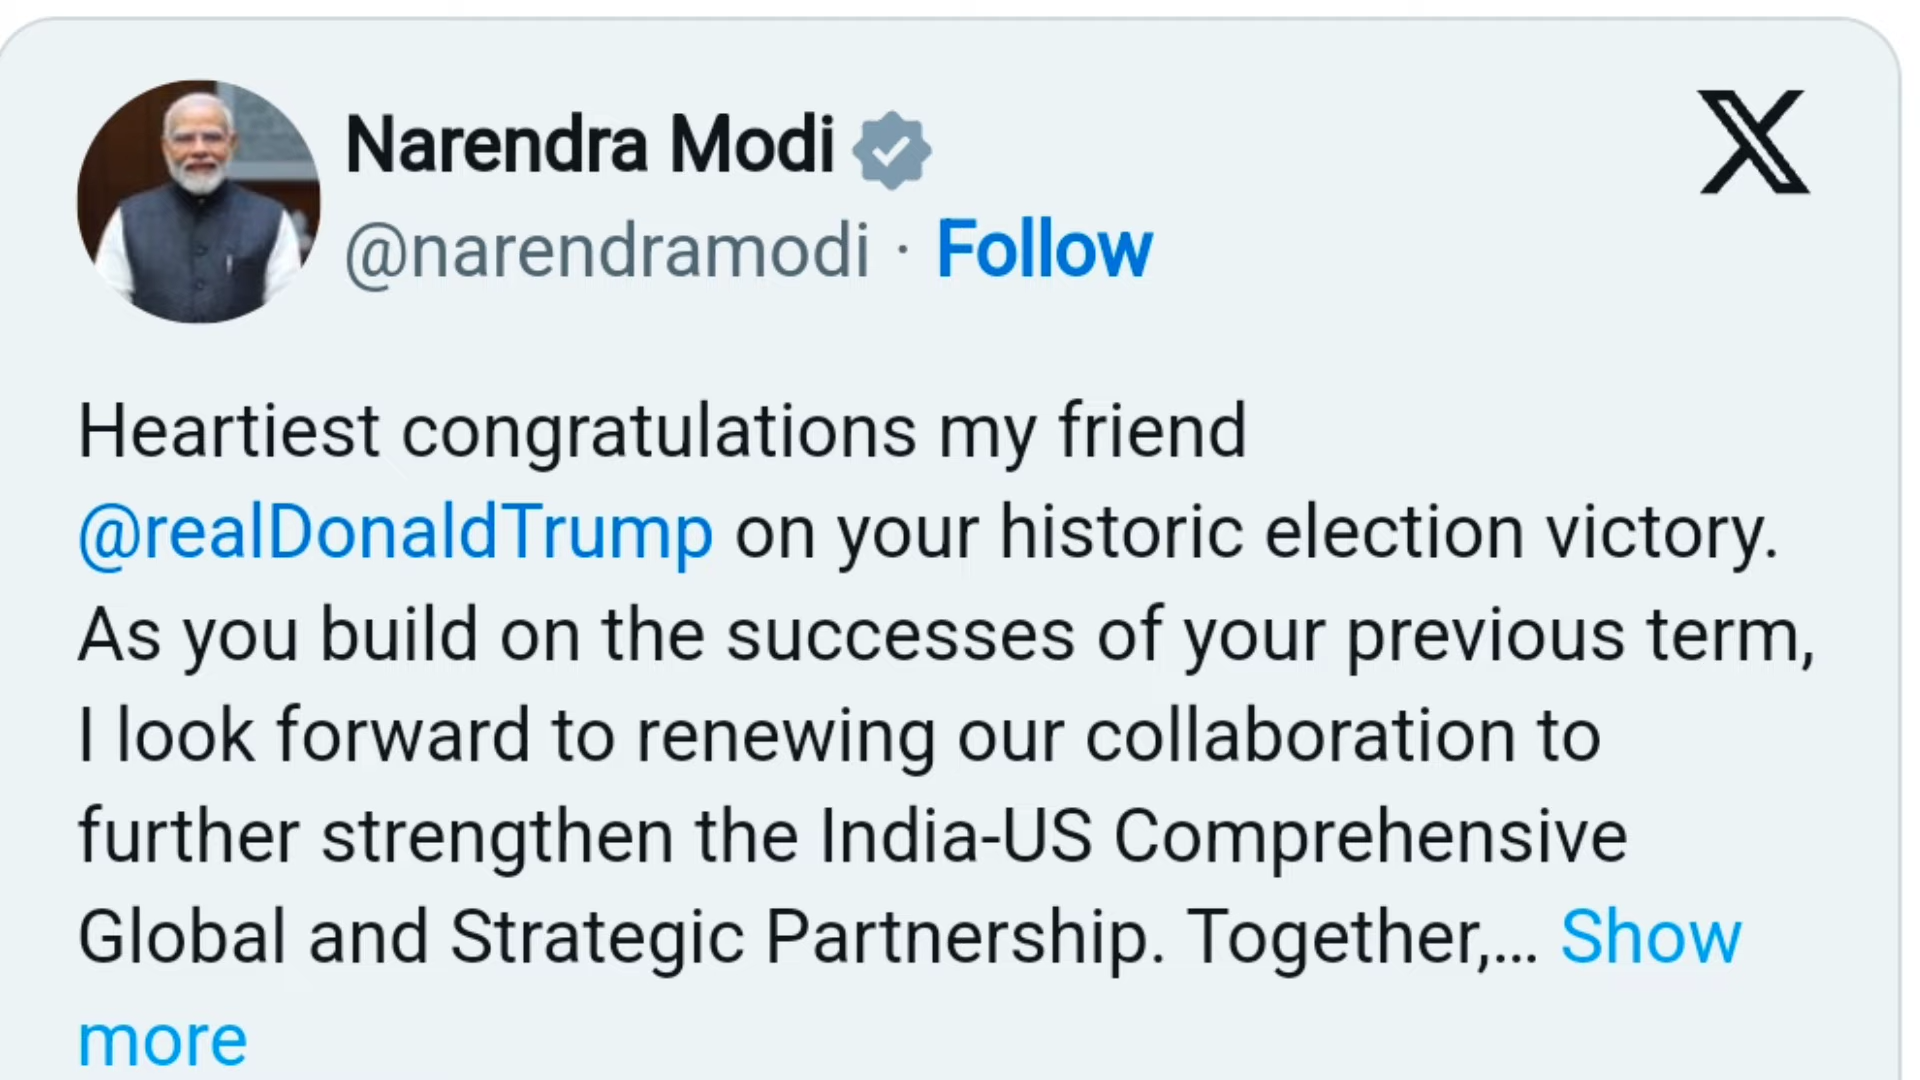 Narendra Modi
@narendramodi · Follow
Heartiest congratulations my friend
@realDonaldTrump on your historic election victory.
As you build on the successes of your previous term,
I look forward to renewing our collaboration to
further strengthen the India-US Comprehensive
Global and Strategic Partnership. Together,... Show
more